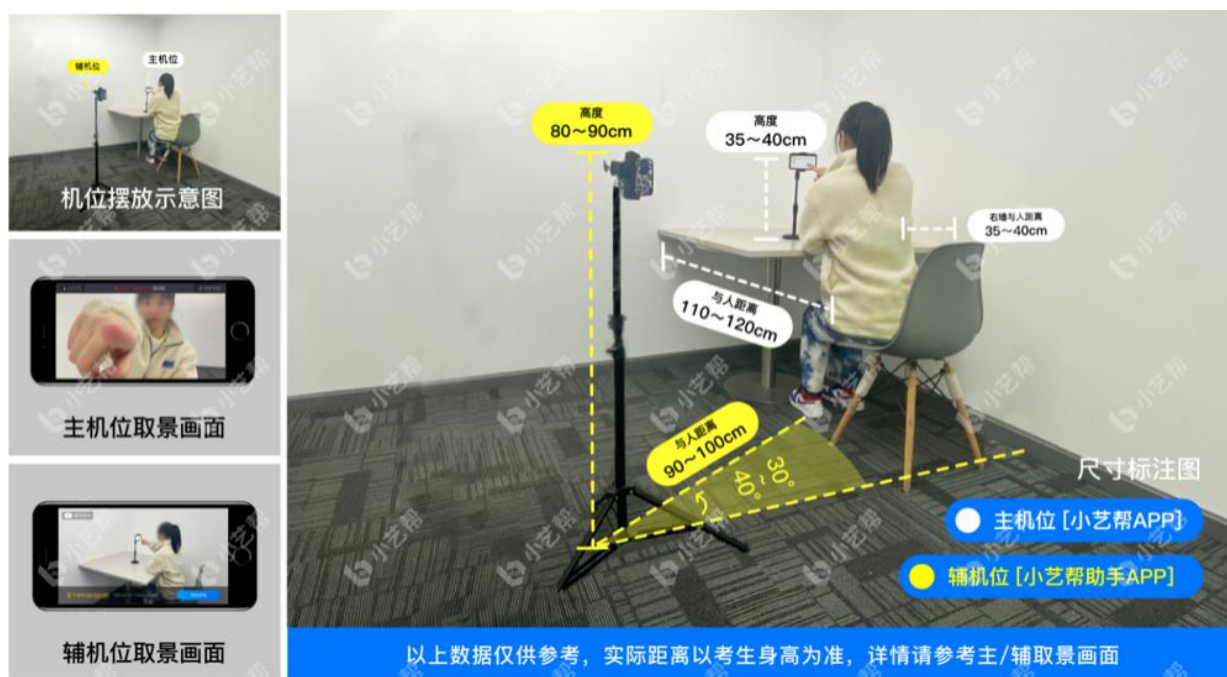 辅机位
主机位
机位摆放示意图
主机位取景画面
辅机位取景画面
高度
80～90cm
高度
35～40cm
右墙与人距离
35～40cm
与人距离
110～120cm
与人距离
90～100cm
30°
~
40°
尺寸标注图
主机位 [小艺帮APP]
辅机位 [小艺帮助手APP]
以上数据仅供参考，实际距离以考生身高为准，详情请参考主/辅取景画面
小艺帮